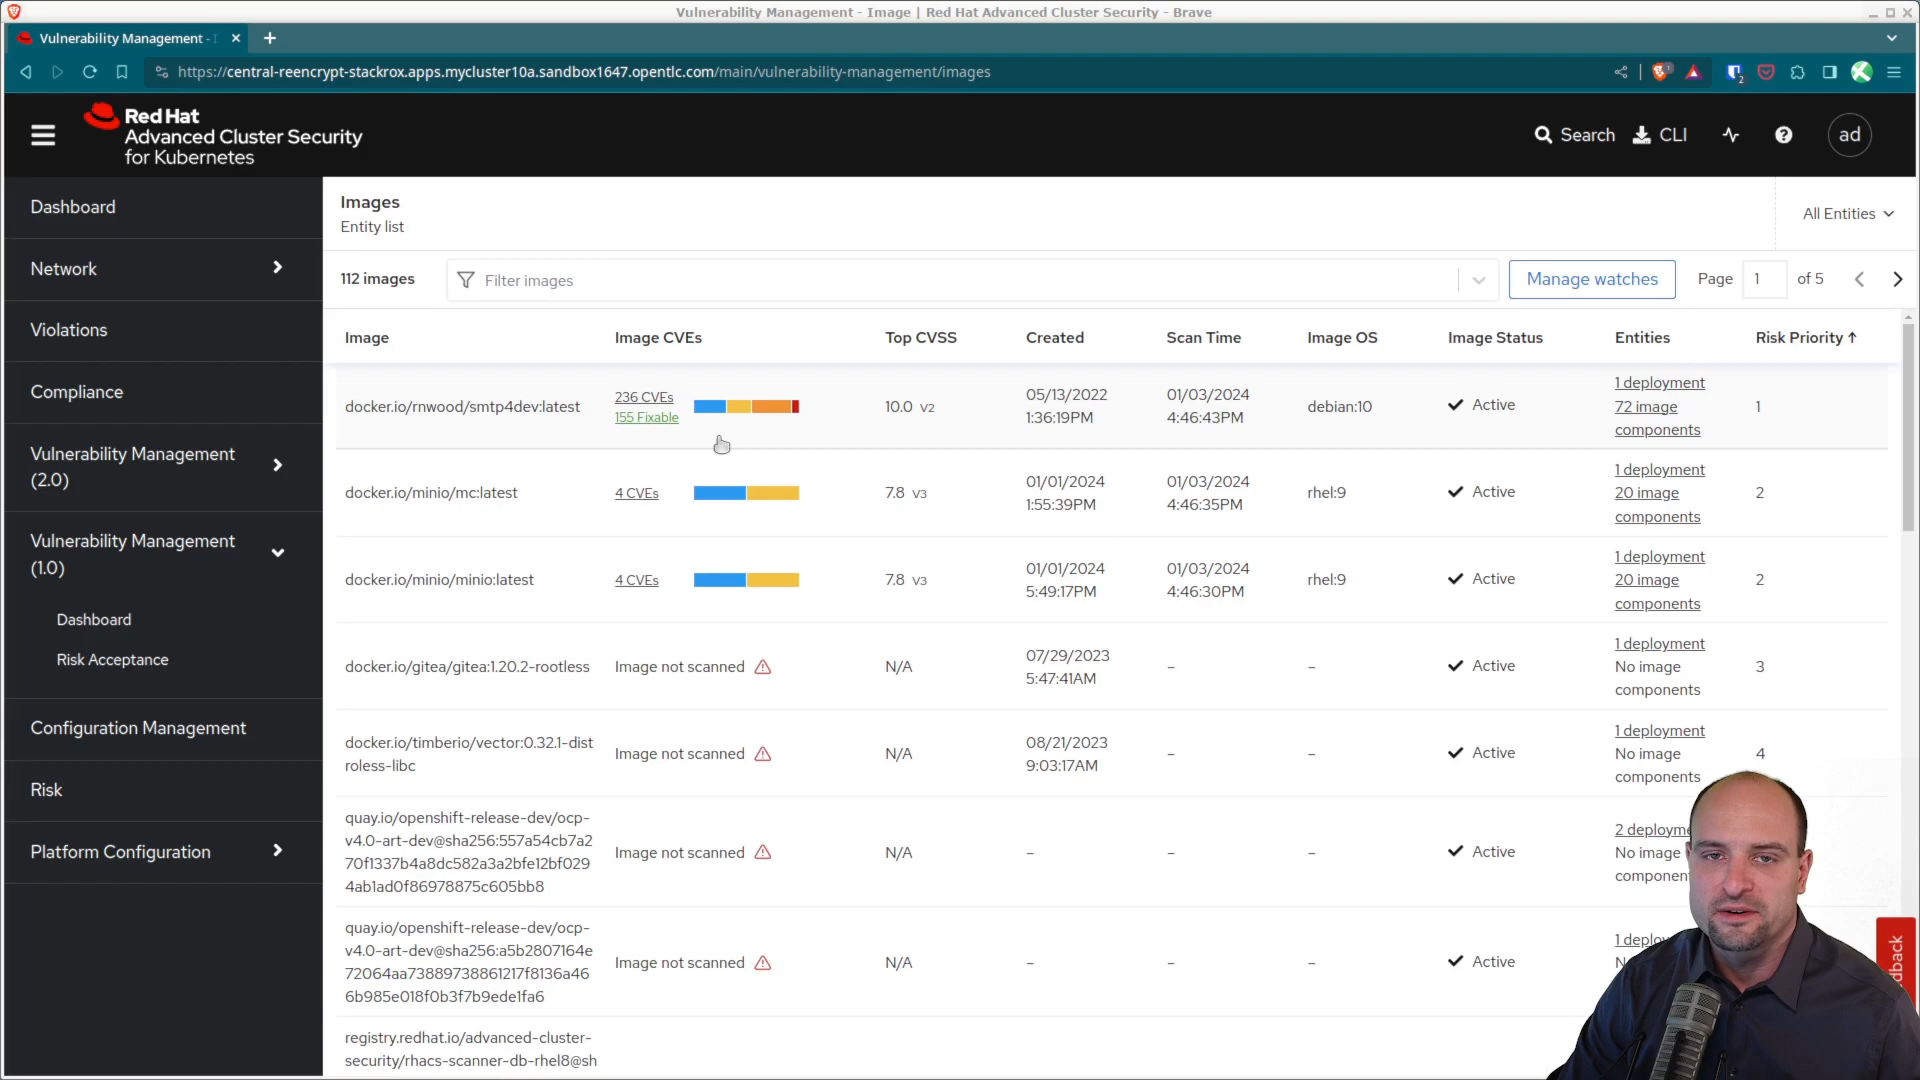 Vulnerability Management - Image | Red Hat Advanced Cluster Security - Brave
Vulnerability Management -
https://central-reencrypt-stackrox.apps.mycluster10a.sandbox1647.opentlc.com/main/vulnerability-management/images
2
Red Hat
Advanced Cluster Security
for Kubernetes
Search
CLI
ad
Dashboard
Network
Violations
Compliance
Vulnerability Management
(2.0)
Vulnerability Management
(1.0)
Dashboard
Risk Acceptance
Configuration Management
Risk
Platform Configuration
Images
Entity list
All Entities
112 images
Filter images
Manage watches
Page 1 of 5
Image Image CVEs Top CVSS Created Scan Time Image OS Image Status Entities Risk Priority
docker.io/rnwood/smtp4dev:latest
236 CVEs
155 Fixable
10.0 V2
05/13/2022
1:36:19PM
01/03/2024
4:46:43PM
debian:10
Active
1 deployment
72 image
components
1
docker.io/minio/mc:latest
4 CVEs
7.8 V3
01/01/2024
1:55:39PM
01/03/2024
4:46:35PM
rhel:9
Active
1 deployment
20 image
components
2
docker.io/minio/minio:latest
4 CVEs
7.8 V3
01/01/2024
5:49:17PM
01/03/2024
4:46:30PM
rhel:9
Active
1 deployment
20 image
components
2
docker.io/gitea/gitea:1.20.2-rootless
Image not scanned
N/A
07/29/2023
5:47:41AM
–
–
Active
1 deployment
No image
components
3
docker.io/timberio/vector:0.32.1-dist
roless-libc
Image not scanned
N/A
08/21/2023
9:03:17AM
–
–
Active
1 deployment
No image
components
4
quay.io/openshift-release-dev/ocp-
v4.0-art-dev@sha256:557a54cb7a2
70f1337b4a8dc582a3a2bfe12bf029
4ab1ad0f86978875c605bb8
Image not scanned
N/A
–
–
–
Active
2 deployme
No image
componen
quay.io/openshift-release-dev/ocp-
v4.0-art-dev@sha256:a5b2807164e
72064aa73889738861217f8136a46
6b985e018f0b3f7b9ede1fa6
Image not scanned
N/A
–
–
–
Active
1 deplo
N
registry.redhat.io/advanced-cluster-
security/rhacs-scanner-db-rhel8@sh
dback